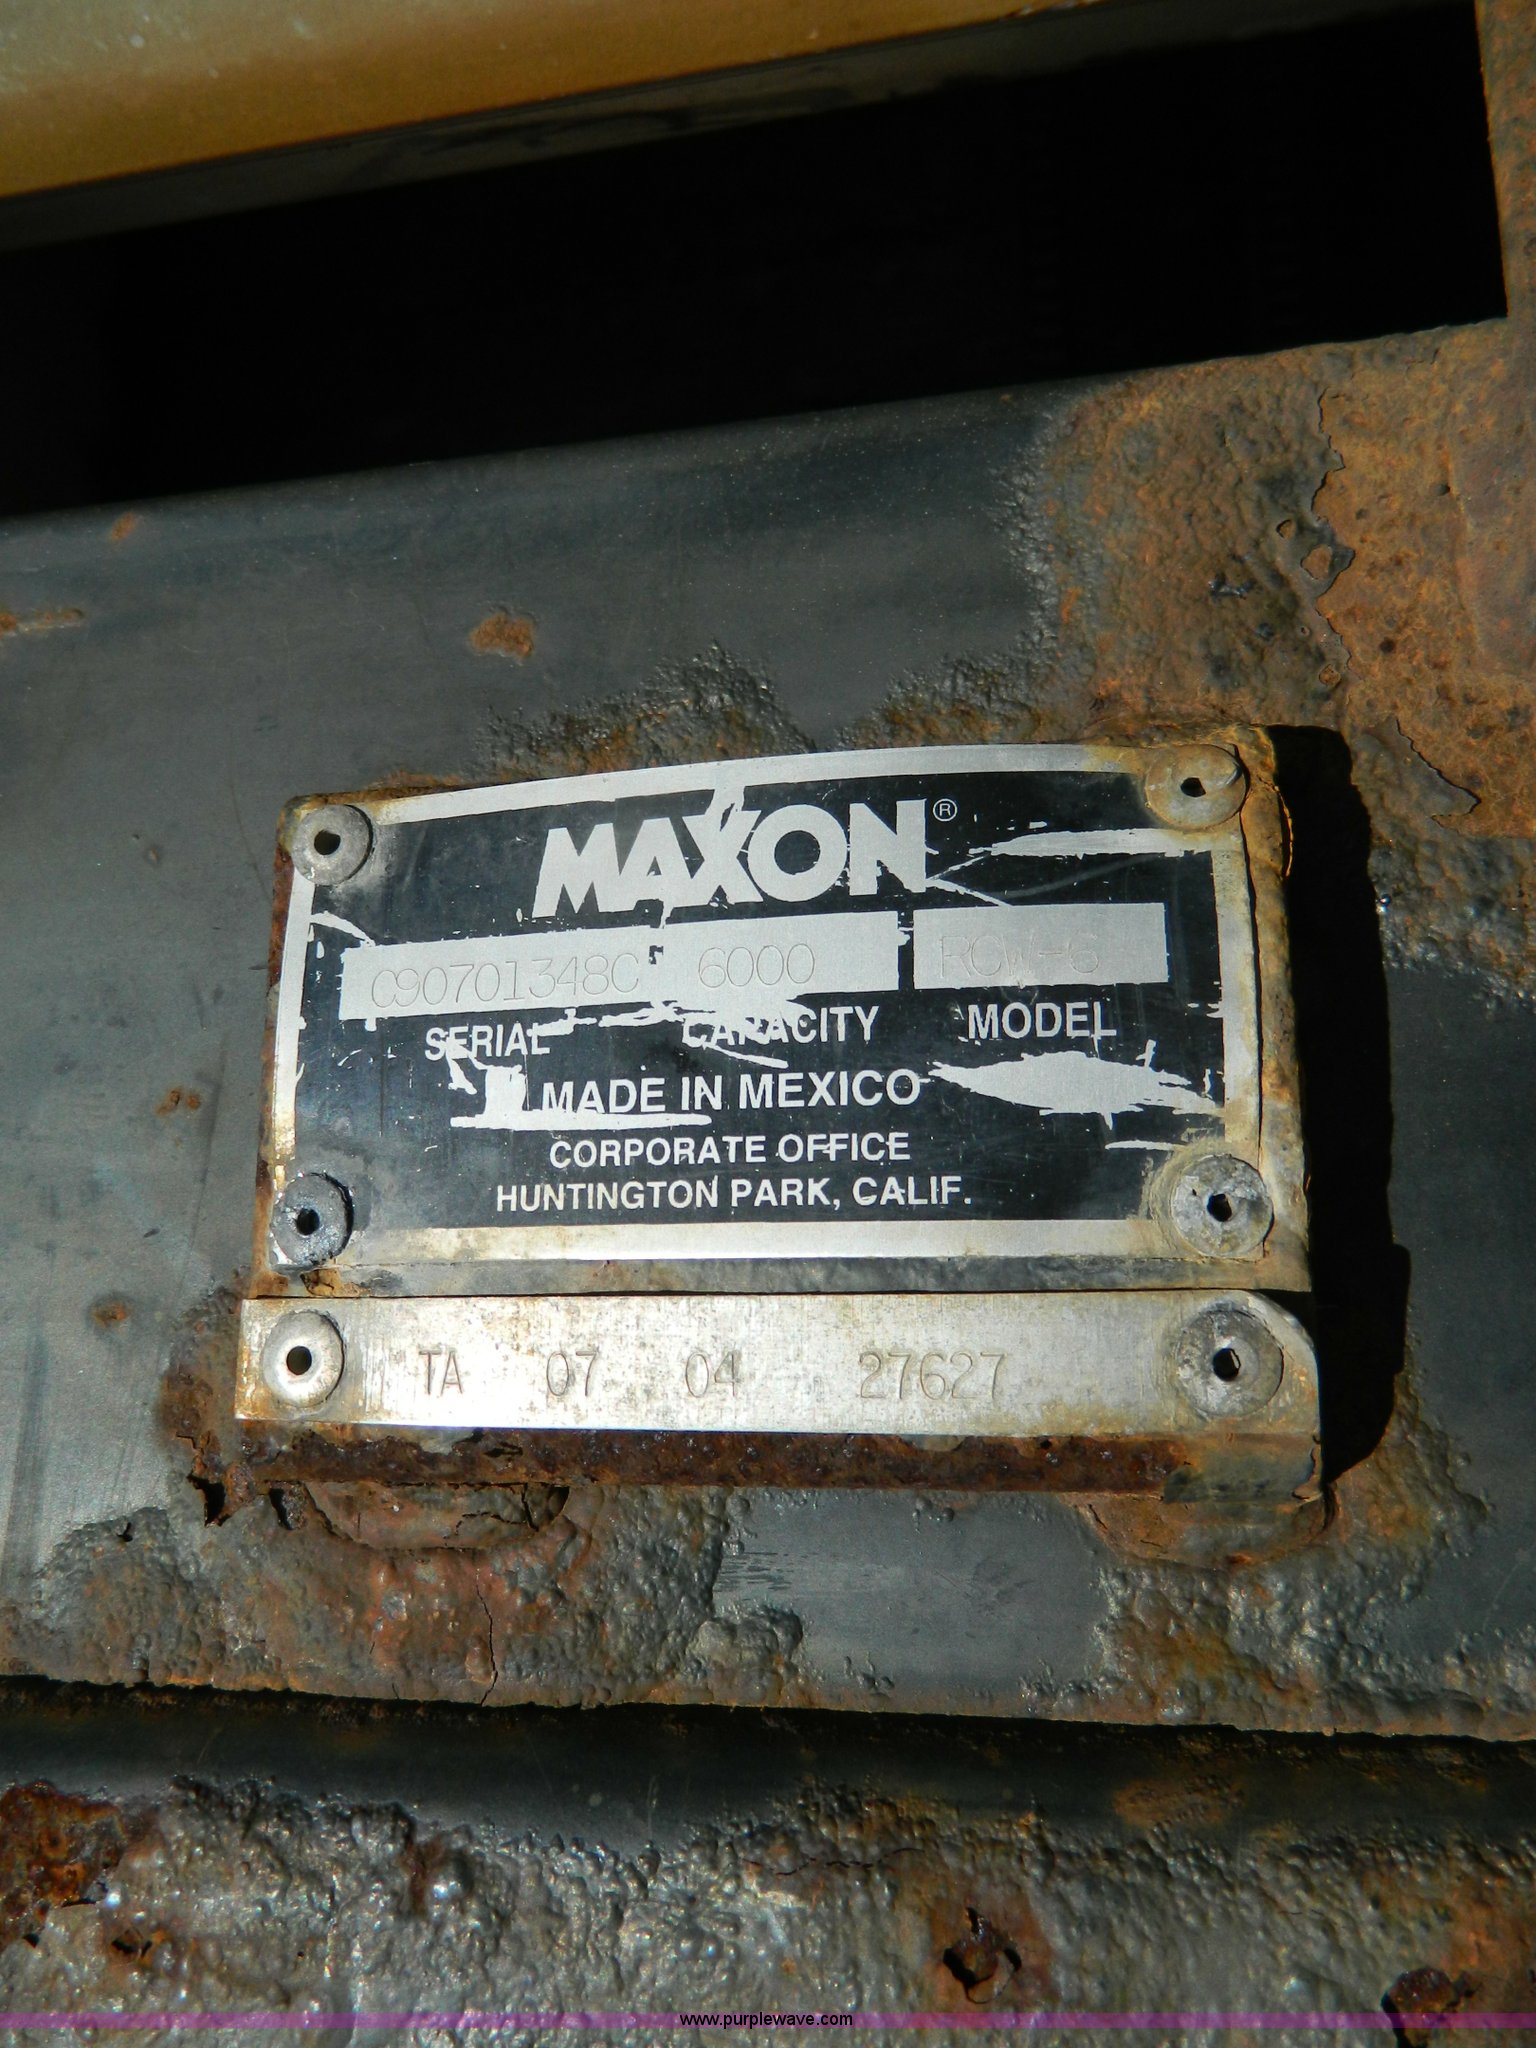 MAXON®
C90701348C 6000 RCW-6
SERIAL CAPACITY MODEL
MADE IN MEXICO
CORPORATE OFFICE
HUNTINGTON PARK, CALIF.
TA 07 04 27627
www.purplewave.com